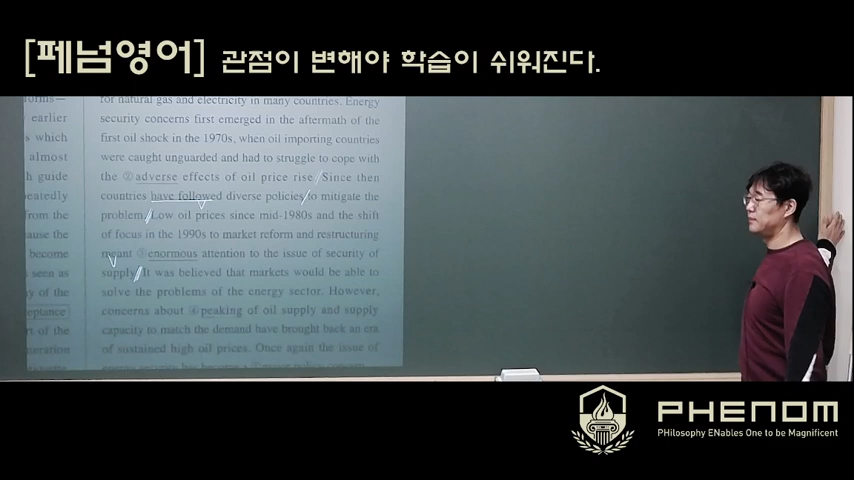 [페넘영어] 관점이 변해야 학습이 쉬워진다.
for natural gas and electricity in many countries. Energy
security concerns first emerged in the aftermath of the
first oil shock in the 1970s, when oil importing countries
were caught unguarded and had to struggle to cope with
the ②adverse effects of oil price rise. Since then
countries have followed diverse policies to mitigate the
problem. Low oil prices since mid-1980s and the shift
of focus in the 1990s to market reform and restructuring
meant ③enormous attention to the issue of security of
supply. It was believed that markets would be able to
solve the problems of the energy sector. However,
concerns about ④peaking of oil supply and supply
capacity to match the demand have brought back an era
of sustained high oil prices. Once again the issue of
earlier
s which
almost
h guide
eatedly
from the
ause the
become
seen as
y of the
eptance
rt of the
neration
PHENOM
PHilosophy ENables One to be Magnificent